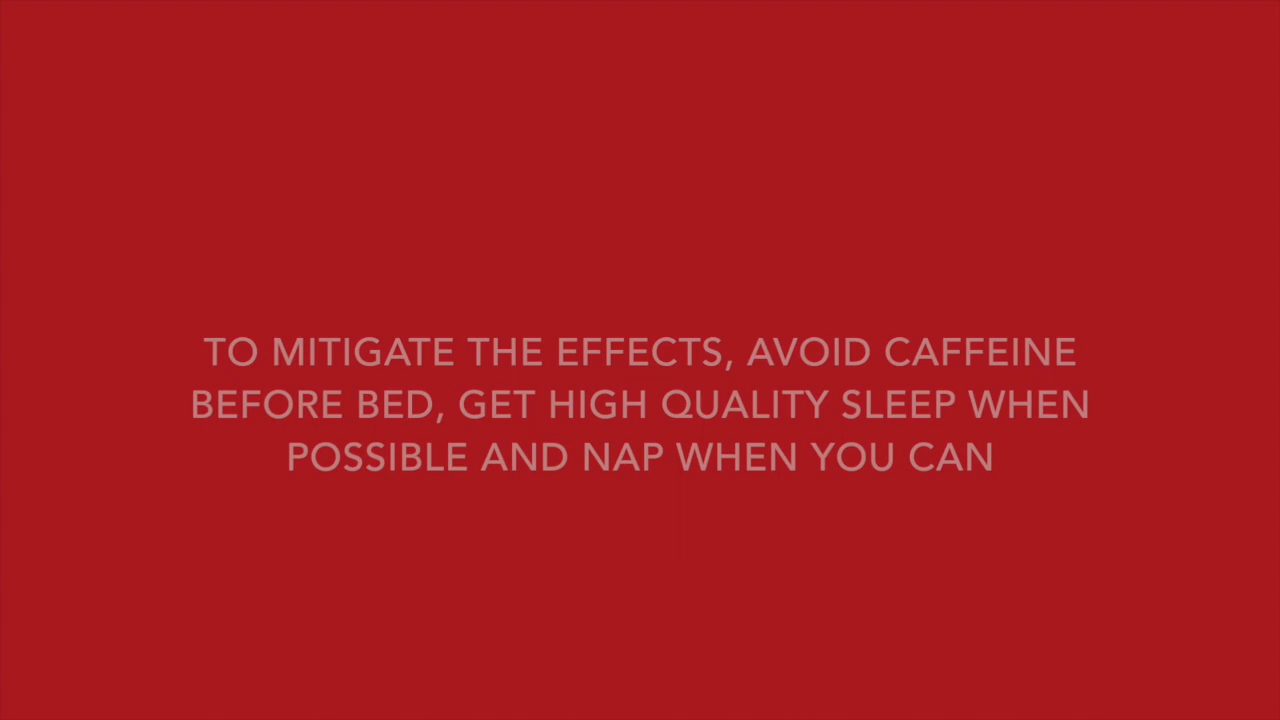 TO MITIGATE THE EFFECTS, AVOID CAFFEINE
BEFORE BED, GET HIGH QUALITY SLEEP WHEN
POSSIBLE AND NAP WHEN YOU CAN